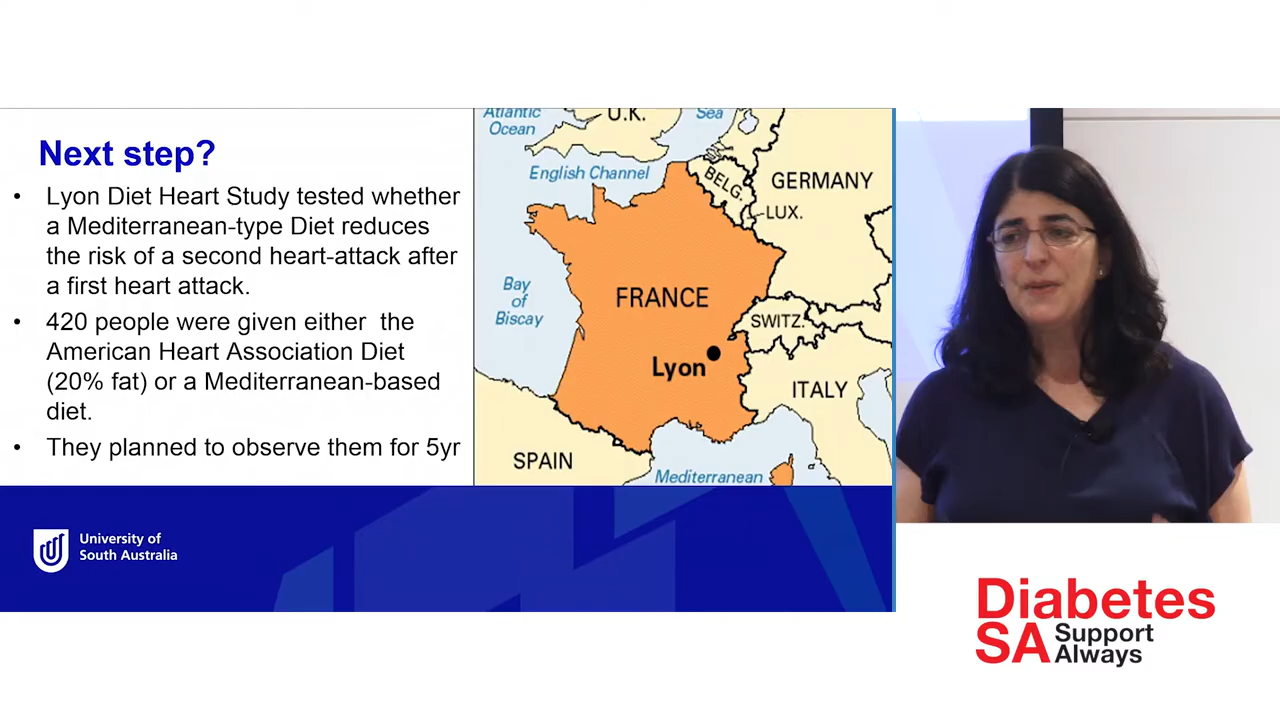 Next step?
• Lyon Diet Heart Study tested whether
a Mediterranean-type Diet reduces
the risk of a second heart-attack after
a first heart attack.
• 420 people were given either the
American Heart Association Diet
(20% fat) or a Mediterranean-based
diet.
• They planned to observe them for 5yr
Atlantic
Ocean
U.K.
Sea
English Channel
BELG.
GERMANY
LUX.
Bay
of
Biscay
FRANCE
SWITZ.
Lyon
ITALY
SPAIN
Mediterranean
University of
South Australia
Diabetes
SA Support
Always